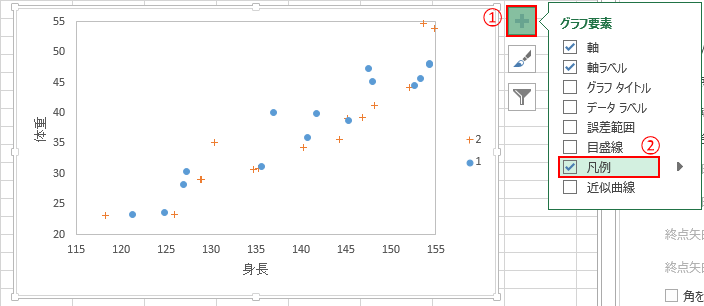 ①
グラフ要素
軸
軸ラベル
グラフ タイトル
データ ラベル
誤差範囲
目盛線
②
凡例
近似曲線
55
50
45
40
35
30
25
20
115 120 125 130 135 140 145 150 155
体重
身長
2
1
終点矢
終点矢
角を